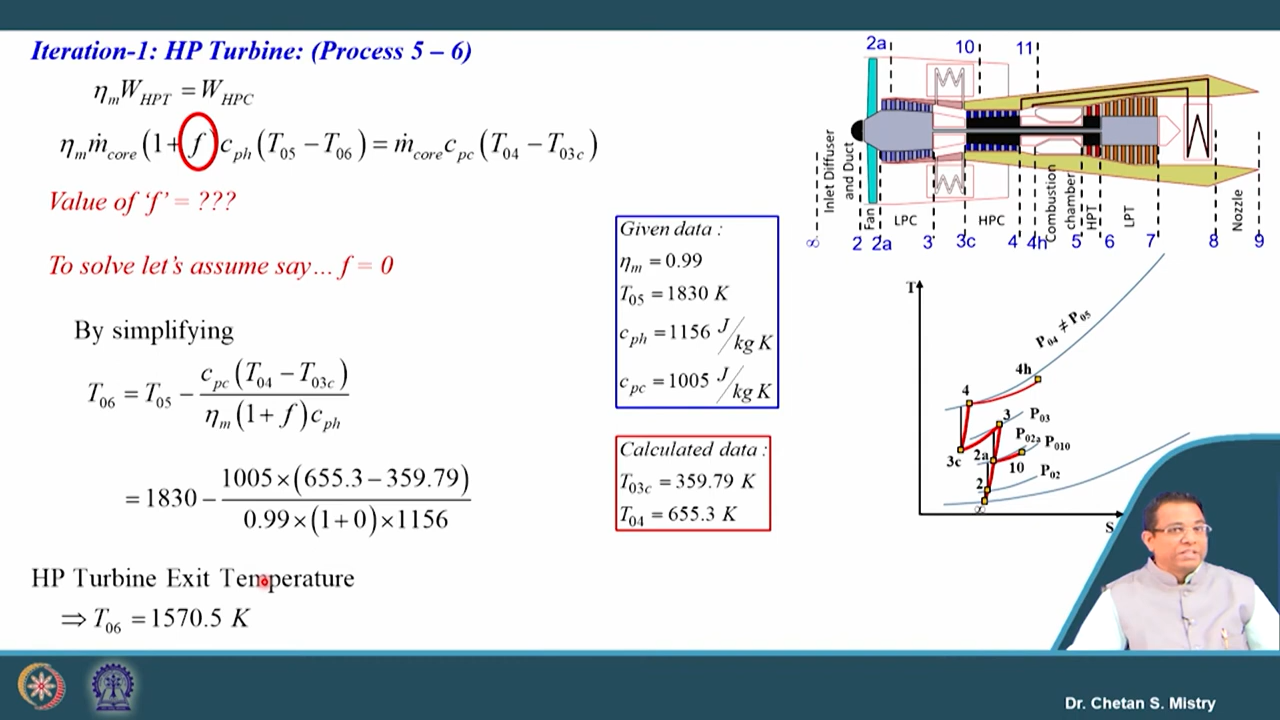 Iteration-1: HP Turbine: (Process 5 – 6)
η_m W_HPT = W_HPC
η_m ṁ_core (1+ f) c_ph (T_05 − T_06) = ṁ_core c_pc (T_04 − T_03c)
Value of 'f' = ???
To solve let's assume say… f = 0
By simplifying
T_06 = T_05 − c_pc (T_04 − T_03c) / η_m (1+ f) c_ph
= 1830 − 1005×(655.3−359.79) / 0.99×(1+0)×1156
HP Turbine Exit Temperature
⇒ T_06 = 1570.5 K
Given data :
η_m = 0.99
T_05 = 1830 K
c_ph = 1156 J/kg K
c_pc = 1005 J/kg K
Calculated data :
T_03c = 359.79 K
T_04 = 655.3 K
2a 10 11
Inlet Diffuser and Duct
Fan
LPC
HPC
Combustion chamber
HPT
LPT
Nozzle
∞ 2 2a 3 3c 4 4h 5 6 7 8 9
T
P_04 ≠ P_05
4h
4
3 P_03
P_02a P_010
3c 2a 10
P_02
2
∞
S
Dr. Chetan S. Mistry